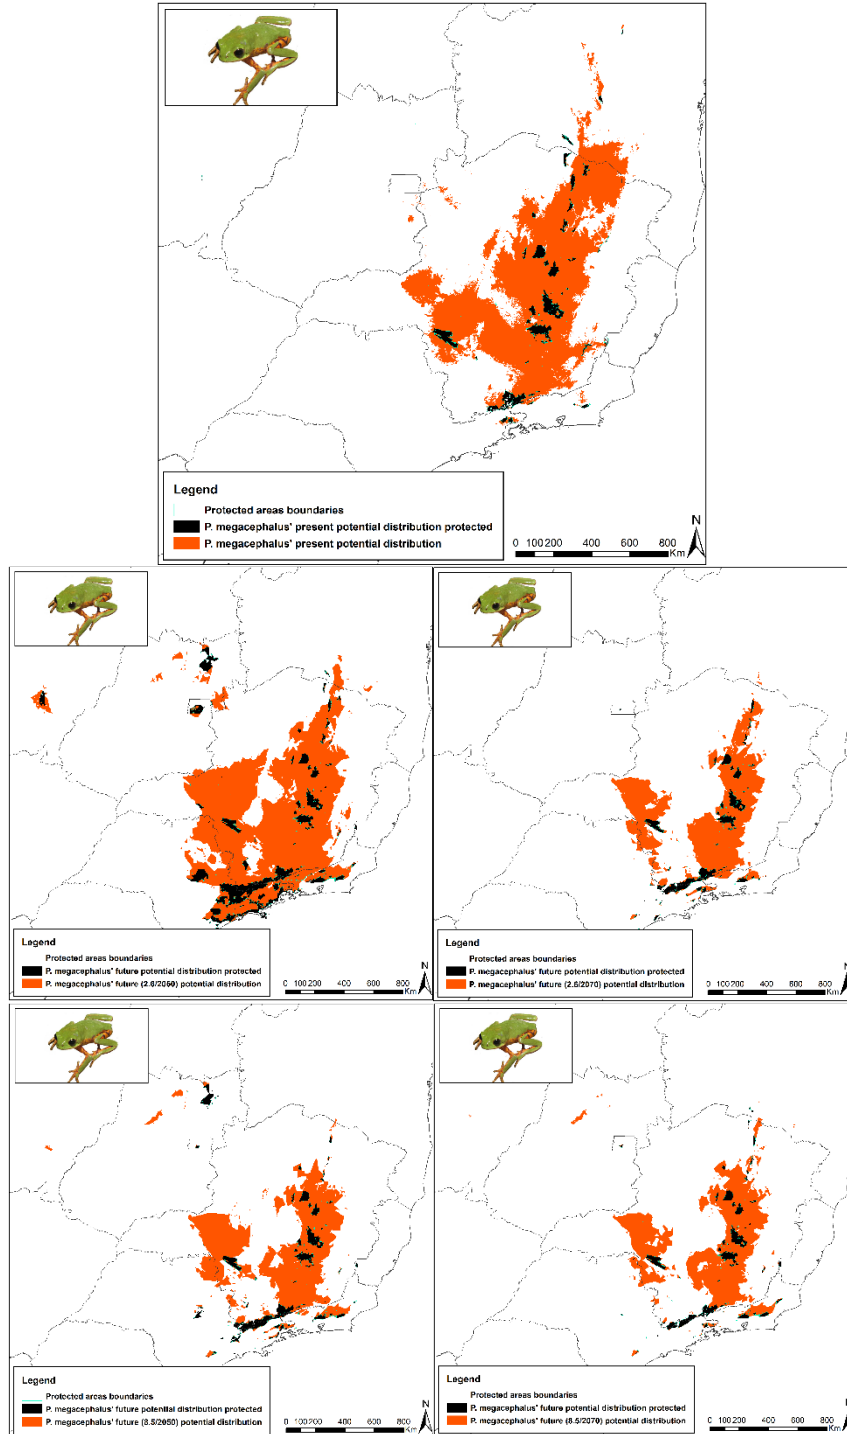 N
Legend
Protected areas boundaries
P. megacephalus' present potential distribution protected
P. megacephalus' present potential distribution
0 100 200 400 600 800
Km
Legend
Protected areas boundaries
P. megacephalus' future potential distribution protected
P. megacephalus' future (2.6/2050) potential distribution
0 100200 400 600 800
Km
N
Legend
Protected areas boundaries
P. megacephalus' future potential distribution protected
P. megacephalus' future (2.6/2070) potential distribution
0 100200 400 600 800
Km
N
Legend
Protected areas boundaries
P. megacephalus' future potential distribution protected
P. megacephalus' future (8.5/2050) potential distribution
0 100200 400 600 800
Km
N
Legend
Protected areas boundaries
P. megacephalus' future potential distribution protected
P. megacephalus' future (8.5/2070) potential distribution
0 100200 400 600 800
Km
N